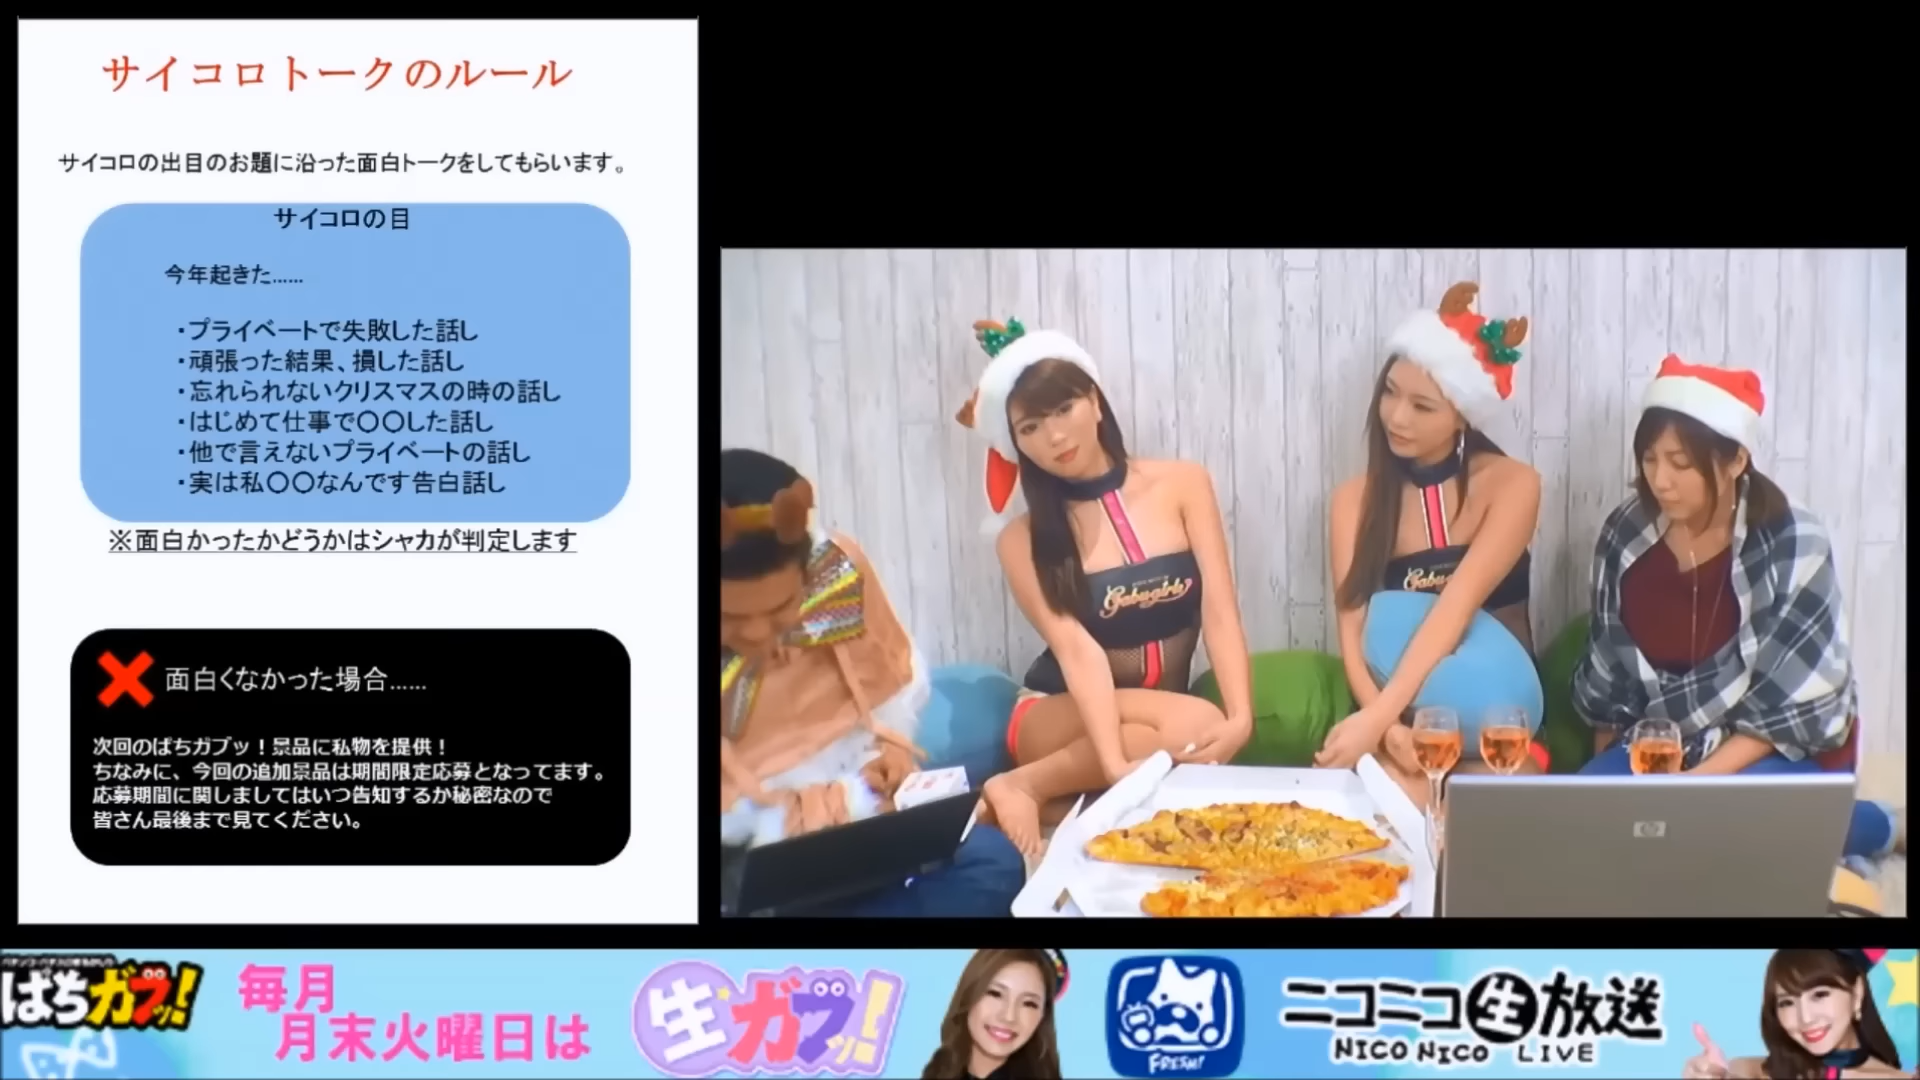 サイコロトークのルール
サイコロの出目のお題に沿った面白トークをしてもらいます。
サイコロの目
今年起きた……
・プライベートで失敗した話し
・頑張った結果、損した話し
・忘れられないクリスマスの時の話し
・はじめて仕事で〇〇した話し
・他で言えないプライベートの話し
・実は私〇〇なんです告白話し
※面白かったかどうかはシャカが判定します
面白くなかった場合……
次回のぱちガブッ！景品に私物を提供！
ちなみに、今回の追加景品は期間限定応募となってます。
応募期間に関しましてはいつ告知するか秘密なので
皆さん最後まで見てください。
Gabugirls
Gabug
hp
ぱちガブッ!
毎月
月末火曜日は
生ガブッ!
FRESH!
ニコニコ生放送
NICO NICO LIVE